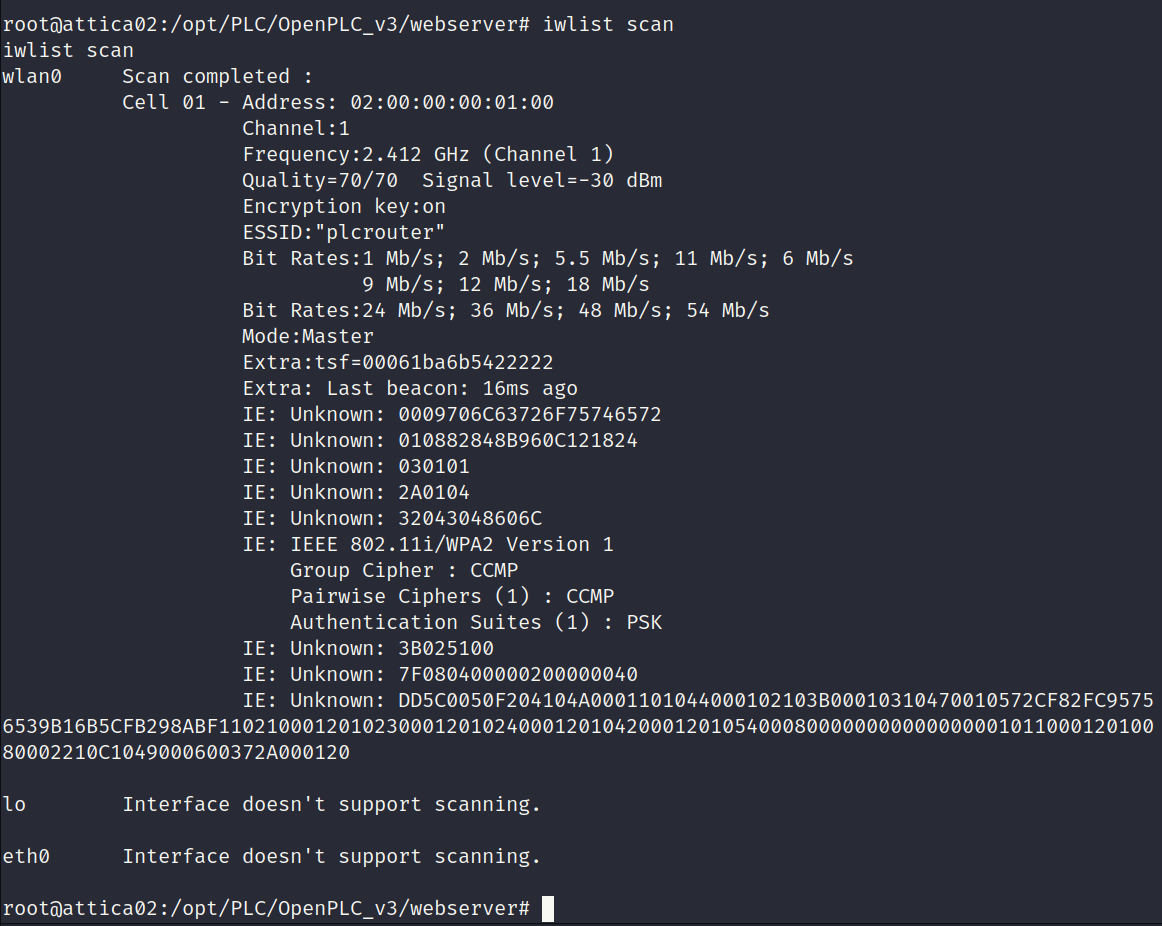 root@attica02:/opt/PLC/OpenPLC_v3/webserver# iwlist scan
iwlist scan
wlan0     Scan completed :
          Cell 01 - Address: 02:00:00:00:01:00
                    Channel:1
                    Frequency:2.412 GHz (Channel 1)
                    Quality=70/70  Signal level=-30 dBm
                    Encryption key:on
                    ESSID:"plcrouter"
                    Bit Rates:1 Mb/s; 2 Mb/s; 5.5 Mb/s; 11 Mb/s; 6 Mb/s
                              9 Mb/s; 12 Mb/s; 18 Mb/s
                    Bit Rates:24 Mb/s; 36 Mb/s; 48 Mb/s; 54 Mb/s
                    Mode:Master
                    Extra:tsf=00061ba6b5422222
                    Extra: Last beacon: 16ms ago
                    IE: Unknown: 0009706C63726F75746572
                    IE: Unknown: 010882848B960C121824
                    IE: Unknown: 030101
                    IE: Unknown: 2A0104
                    IE: Unknown: 32043048606C
                    IE: IEEE 802.11i/WPA2 Version 1
                        Group Cipher : CCMP
                        Pairwise Ciphers (1) : CCMP
                        Authentication Suites (1) : PSK
                    IE: Unknown: 3B025100
                    IE: Unknown: 7F080400000200000040
                    IE: Unknown: DD5C0050F204104A0001101044000102103B00010310470010572CF82FC9575
6539B16B5CFB298ABF11021000120102300012010240001201042000120105400080000000000000000101100012010​0
80002210C1049000600372A000120

lo        Interface doesn't support scanning.

eth0      Interface doesn't support scanning.

root@attica02:/opt/PLC/OpenPLC_v3/webserver#